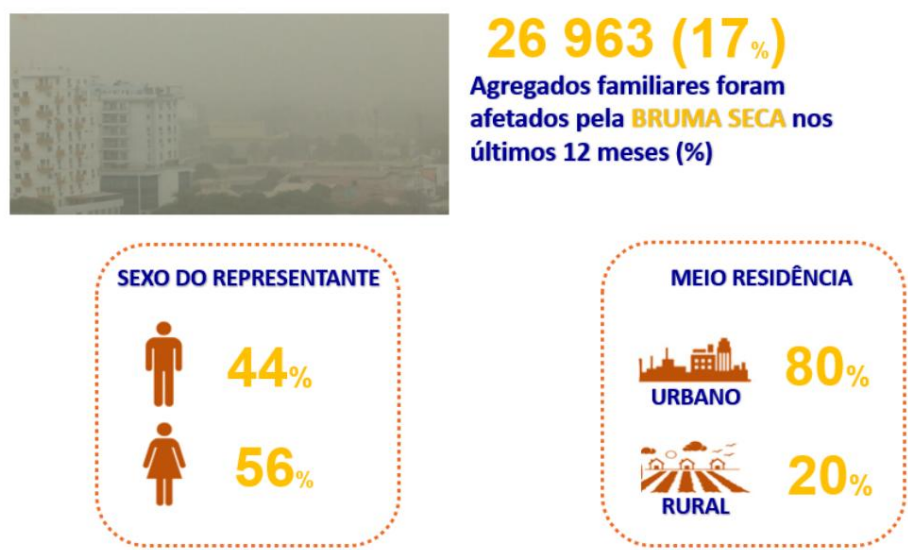 26 963 (17%)
Agregados familiares foram
afetados pela BRUMA SECA nos
últimos 12 meses (%)
SEXO DO REPRESENTANTE
44%
56%
MEIO RESIDÊNCIA
80%
URBANO
20%
RURAL